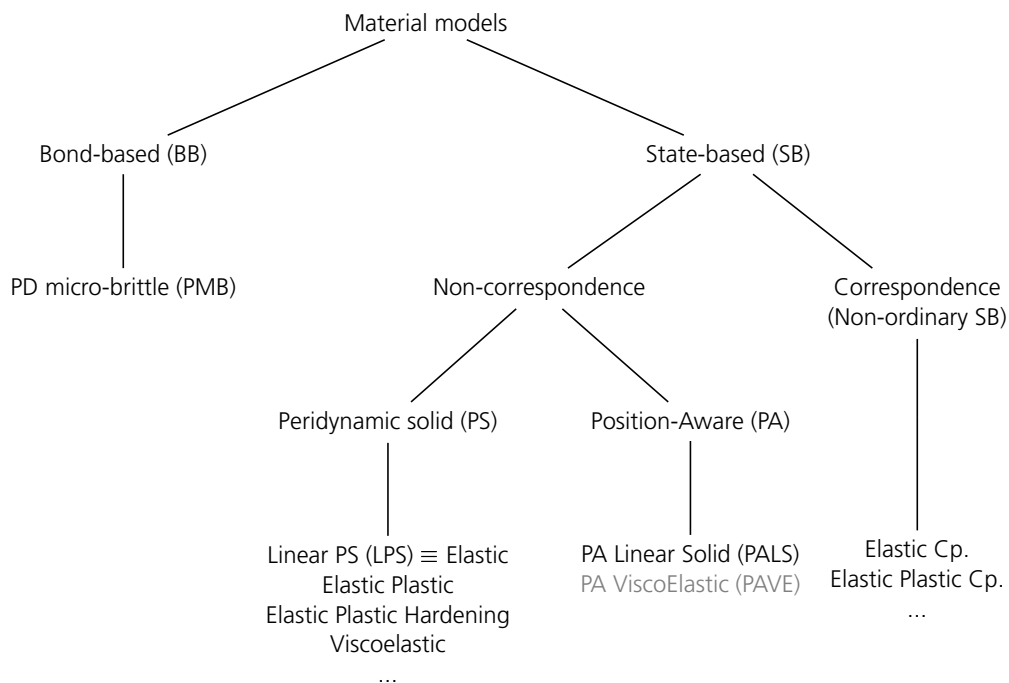 Material models
Bond-based (BB)
State-based (SB)
PD micro-brittle (PMB)
Non-correspondence
Correspondence
(Non-ordinary SB)
Peridynamic solid (PS)
Position-Aware (PA)
Linear PS (LPS) ≡ Elastic
Elastic Plastic
Elastic Plastic Hardening
Viscoelastic
...
PA Linear Solid (PALS)
PA ViscoElastic (PAVE)
Elastic Cp.
Elastic Plastic Cp.
...